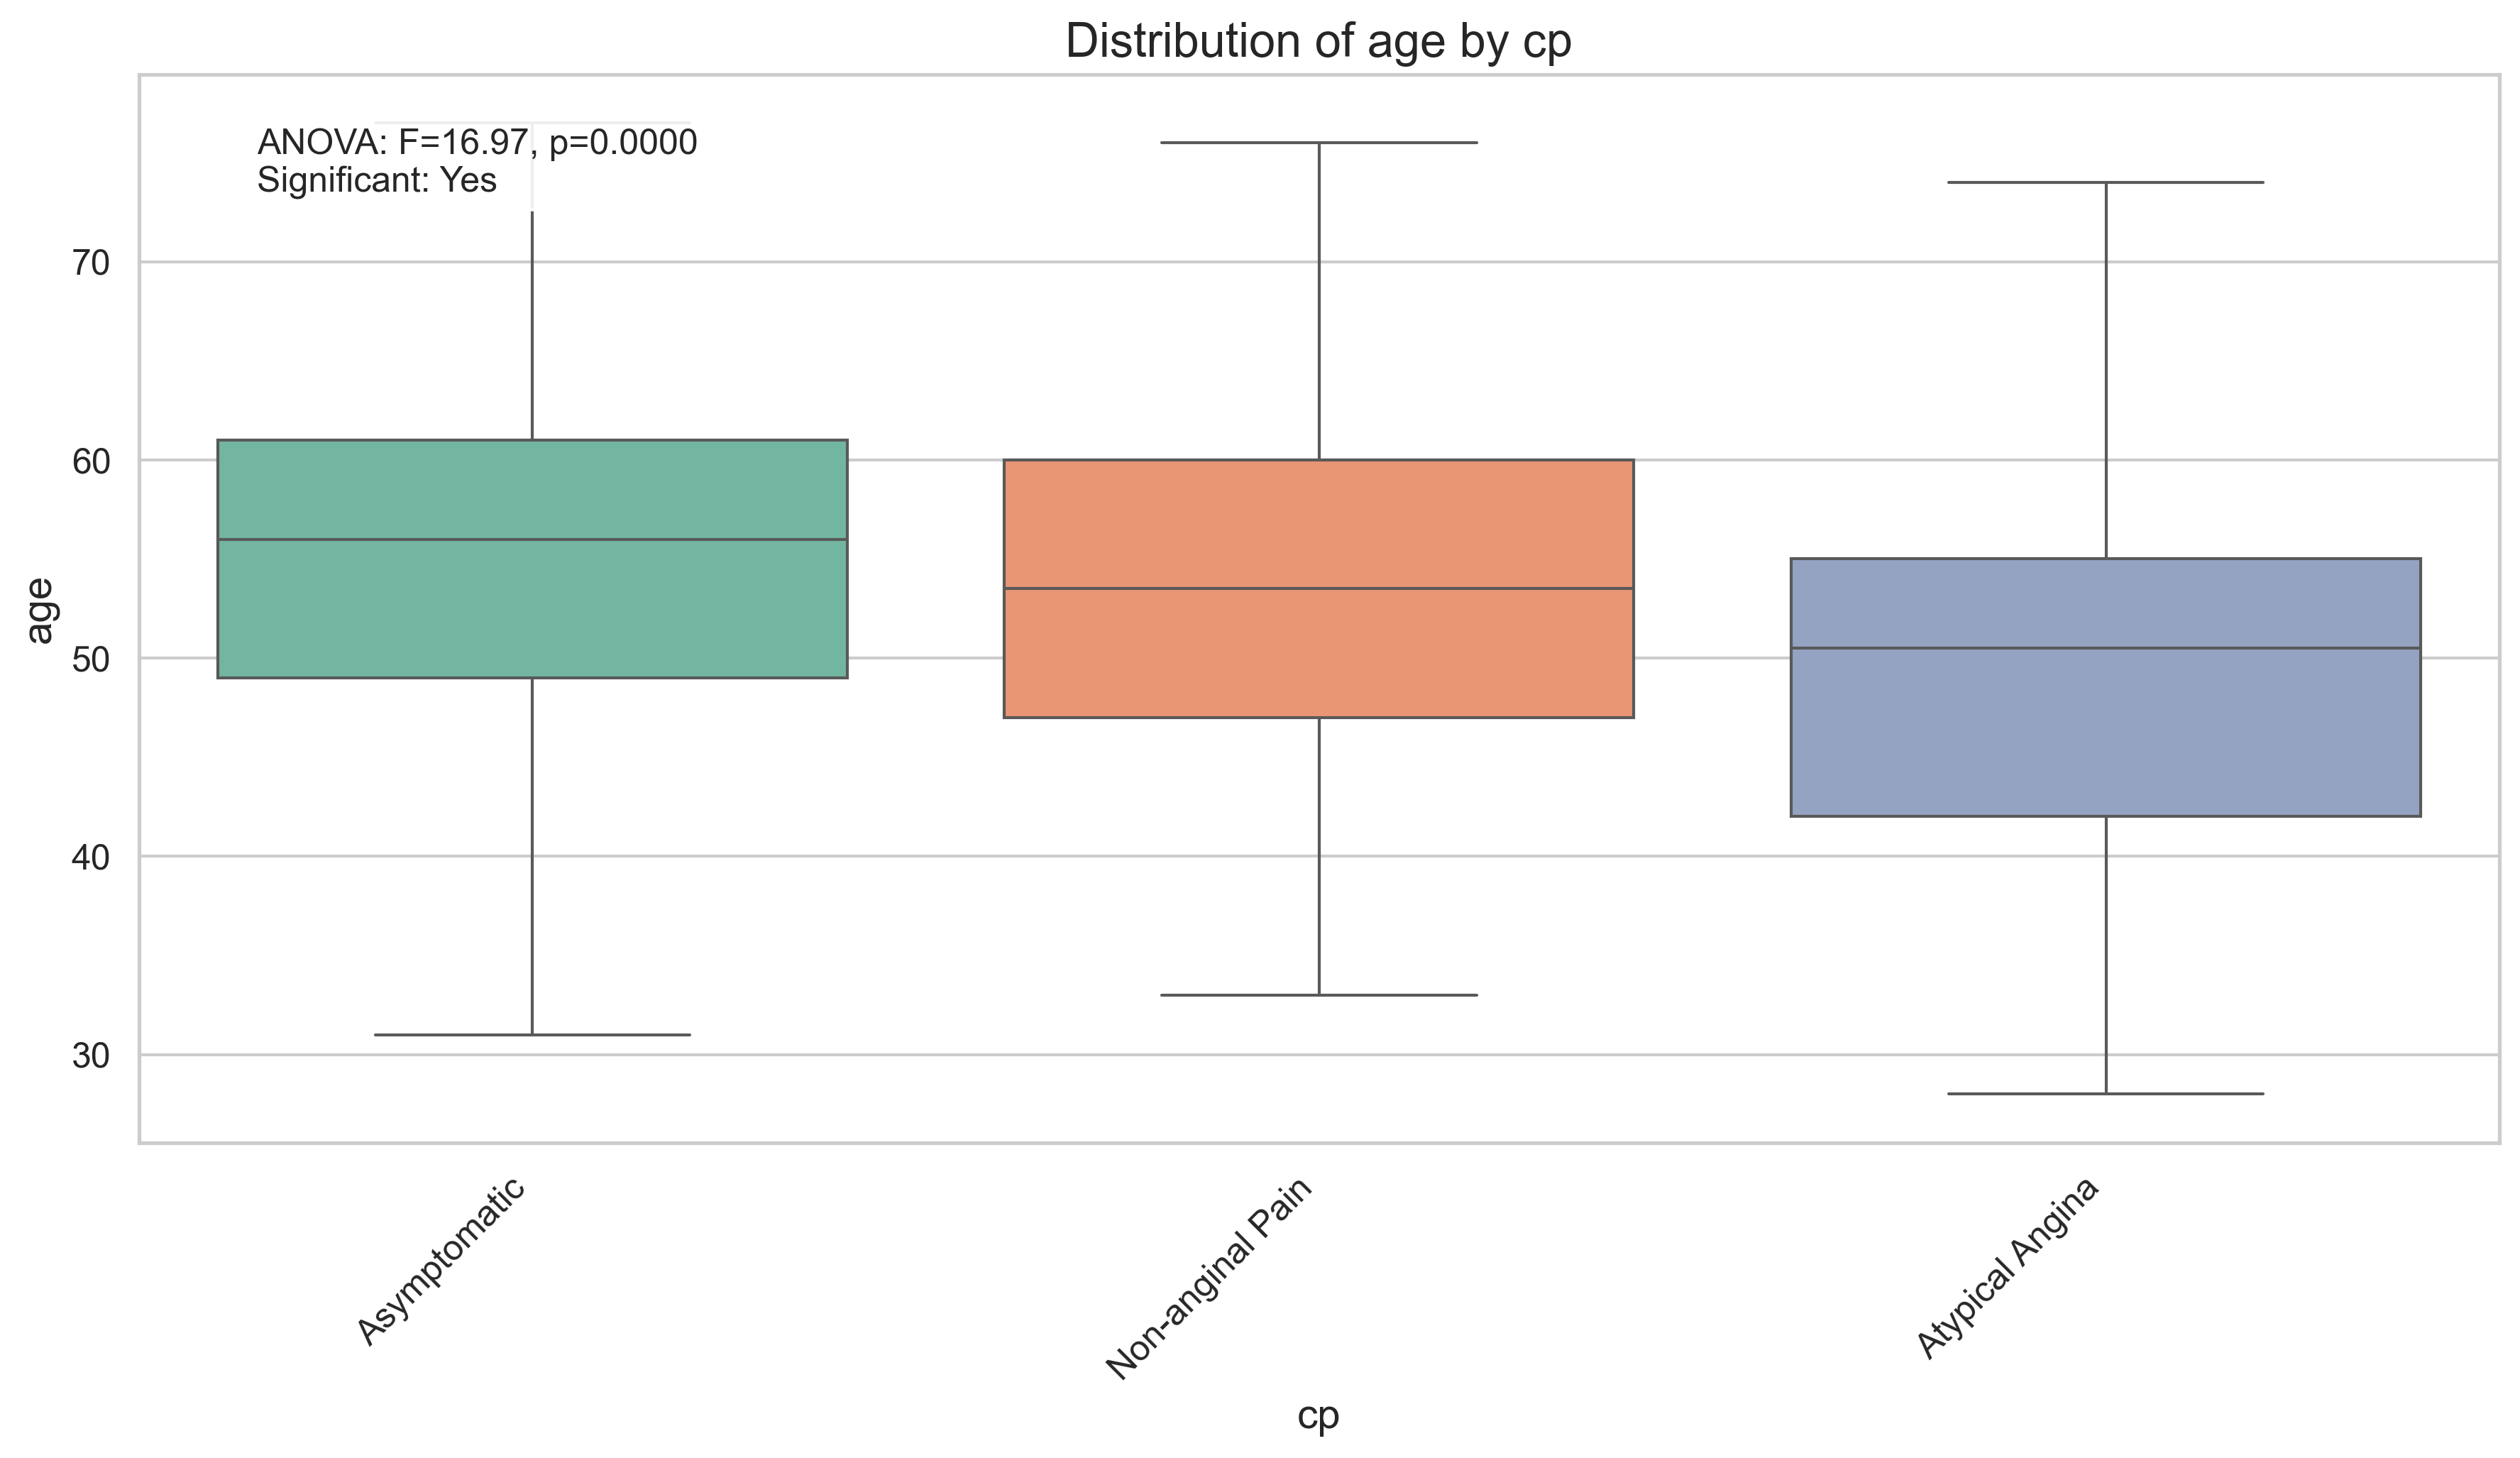 Distribution of age by cp
ANOVA: F=16.97, p=0.0000
Significant: Yes
70
60
50
40
30
age
Asymptomatic
Non-anginal Pain
Atypical Angina
cp